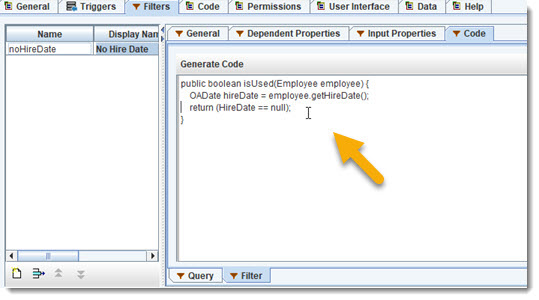 General Triggers Filters Code Permissions User Interface Data Help
Name Display Nan
noHireDate No Hire Date
General Dependent Properties Input Properties Code
Generate Code
public boolean isUsed(Employee employee) {
OADate hireDate = employee.getHireDate();
return (HireDate == null);
}
Query Filter